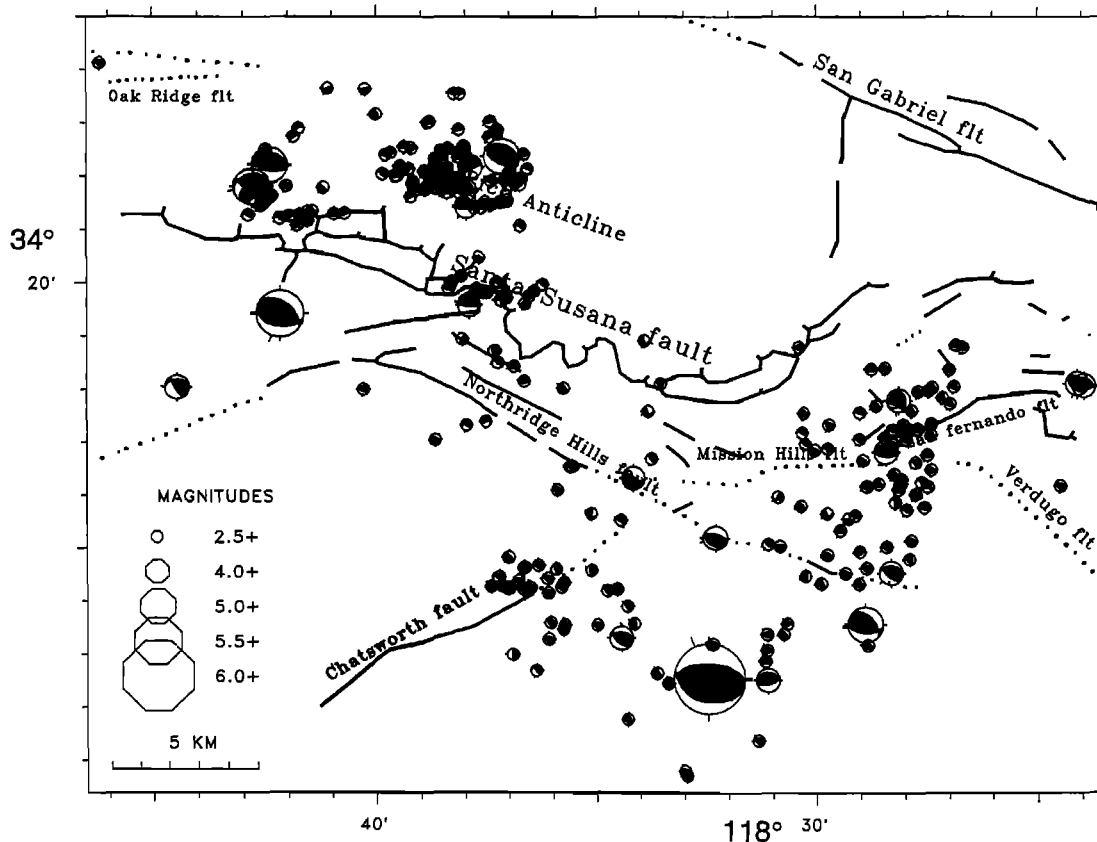 Oak Ridge flt
San Gabriel flt
Anticline
34°
20'
Santa Susana fault
Northridge Hills fault
Mission Hills flt
fernando flt
Verdugo flt
Chatsworth fault
MAGNITUDES
2.5+
4.0+
5.0+
5.5+
6.0+
5 KM
40'
118° 30'